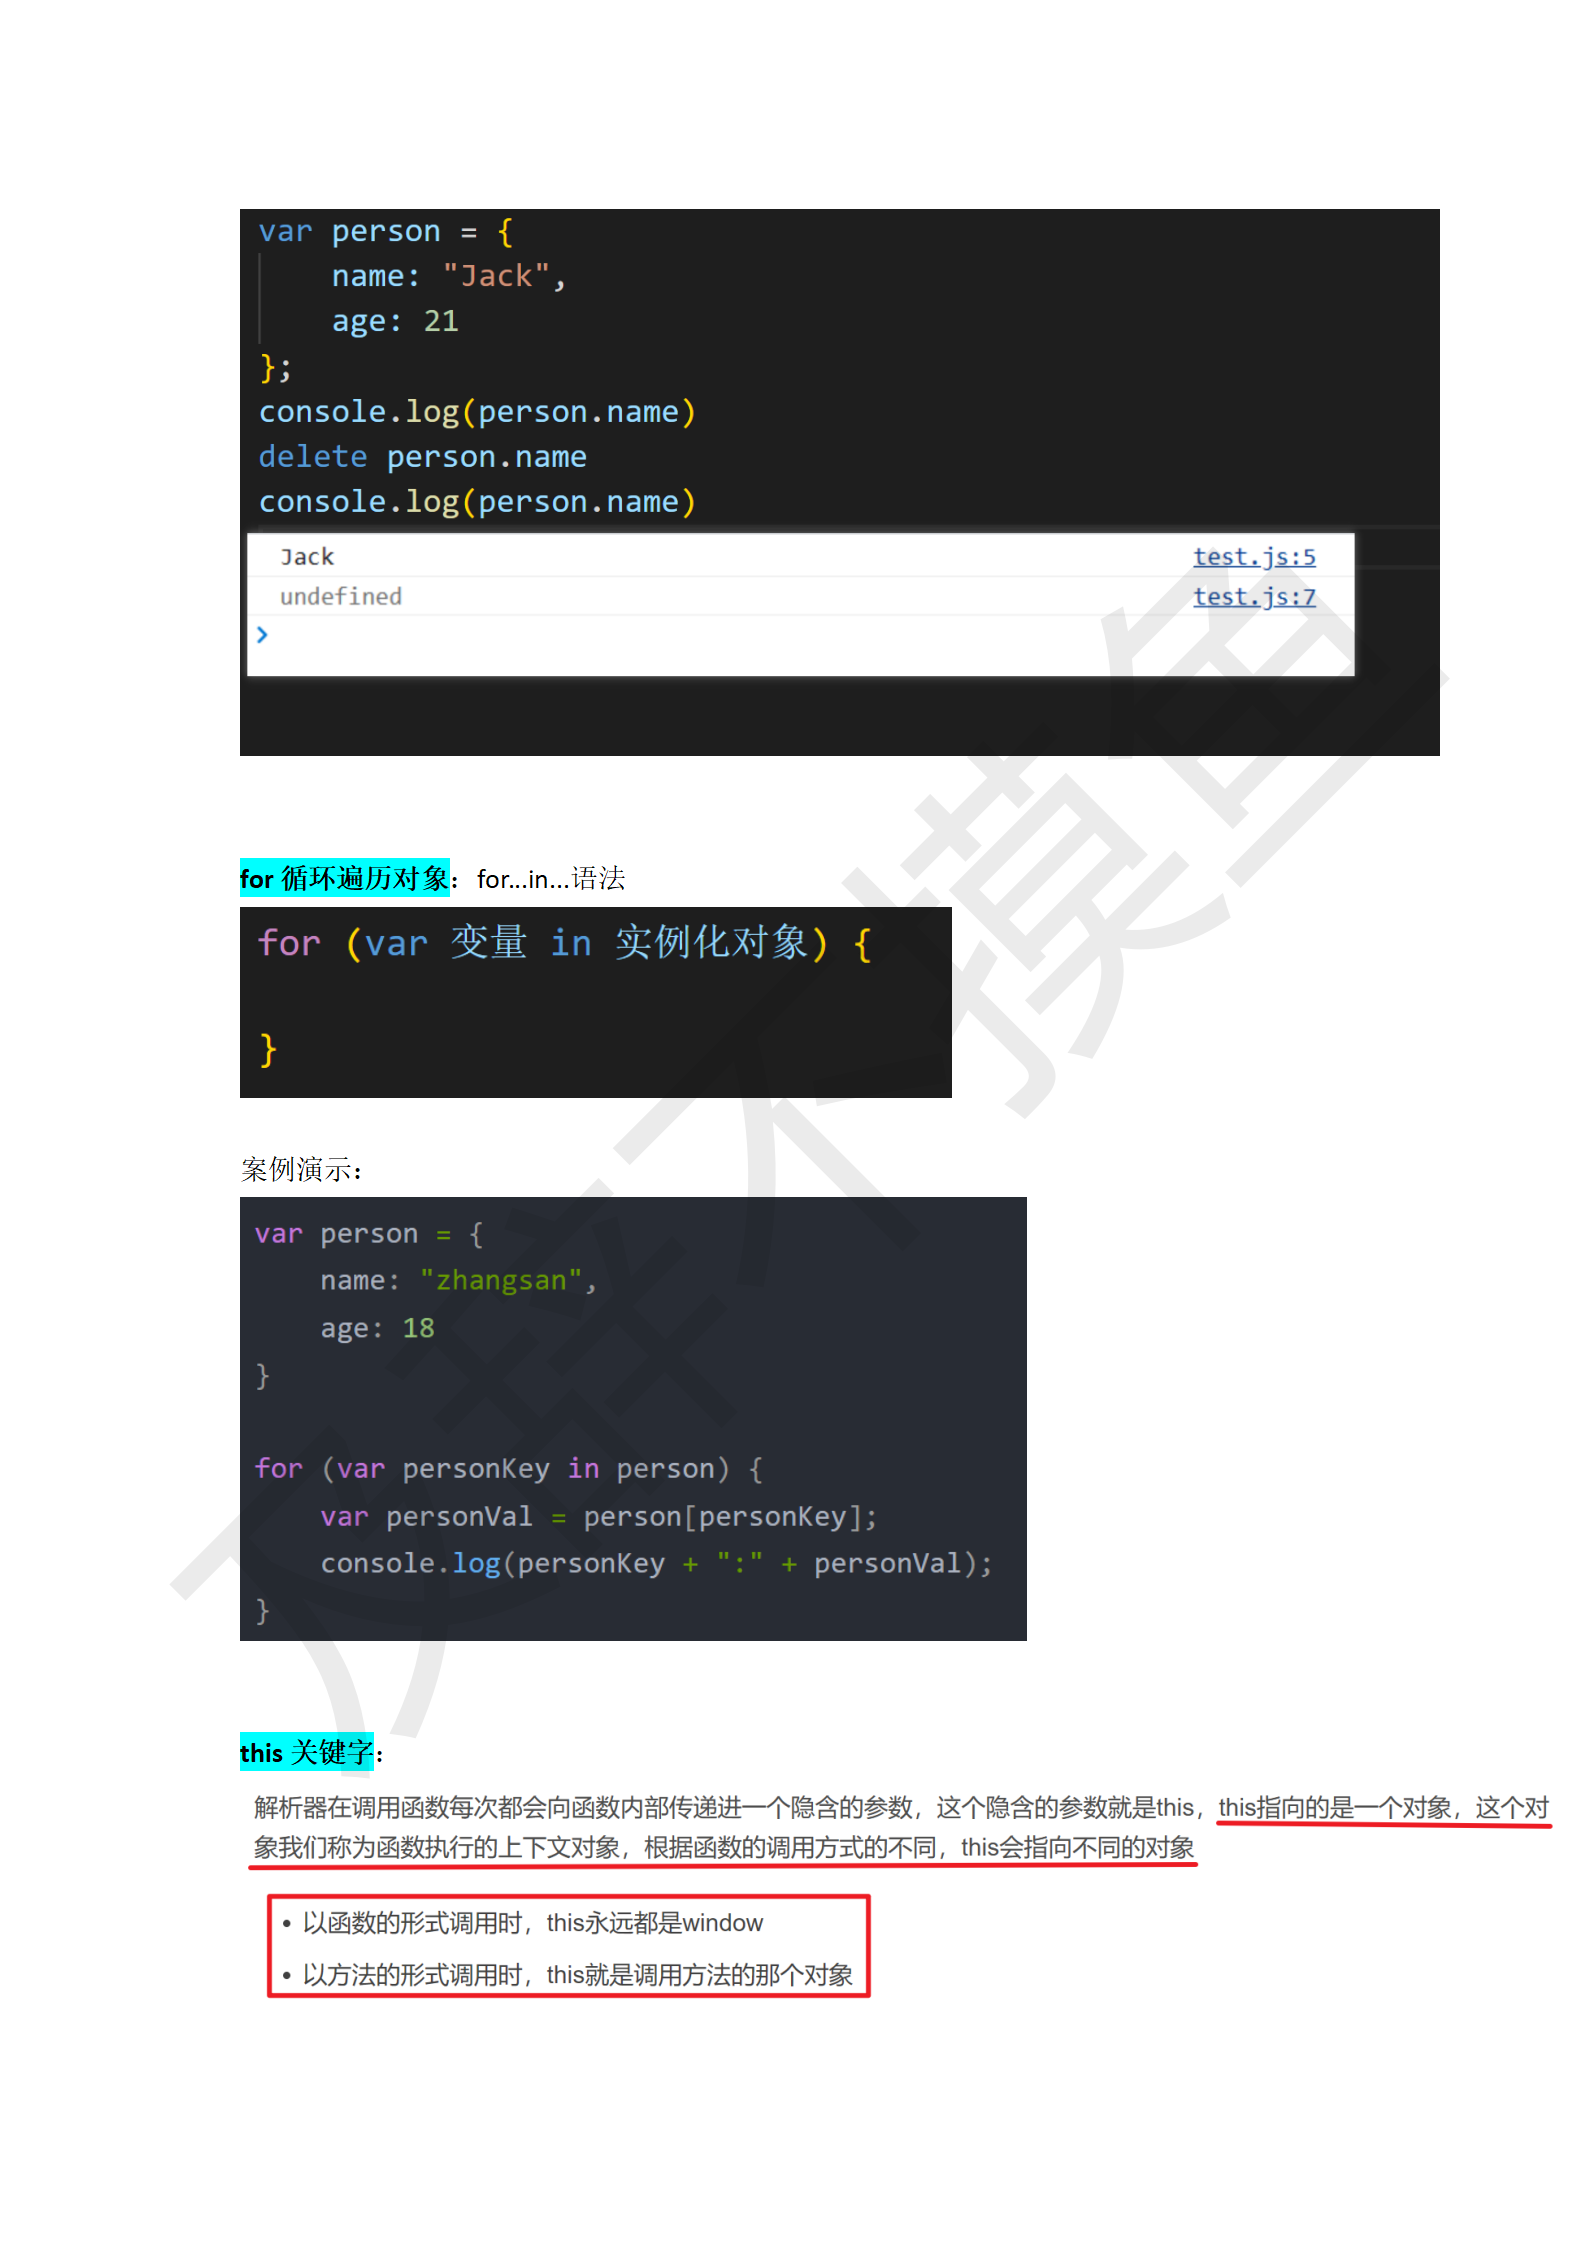 var person = {
    name: "Jack",
    age: 21
};
console.log(person.name)
delete person.name
console.log(person.name)
Jack test.js:5
undefined test.js:7
>
for 循环遍历对象：for...in...语法
for (var 变量 in 实例化对象) {
}
案例演示：
var person = {
    name: "zhangsan",
    age: 18
}
for (var personKey in person) {
    var personVal = person[personKey];
    console.log(personKey + ":" + personVal);
}
this 关键字：
解析器在调用函数每次都会向函数内部传递进一个隐含的参数，这个隐含的参数就是this，this指向的是一个对象，这个对
象我们称为函数执行的上下文对象，根据函数的调用方式的不同，this会指向不同的对象
• 以函数的形式调用时，this永远都是window
• 以方法的形式调用时，this就是调用方法的那个对象